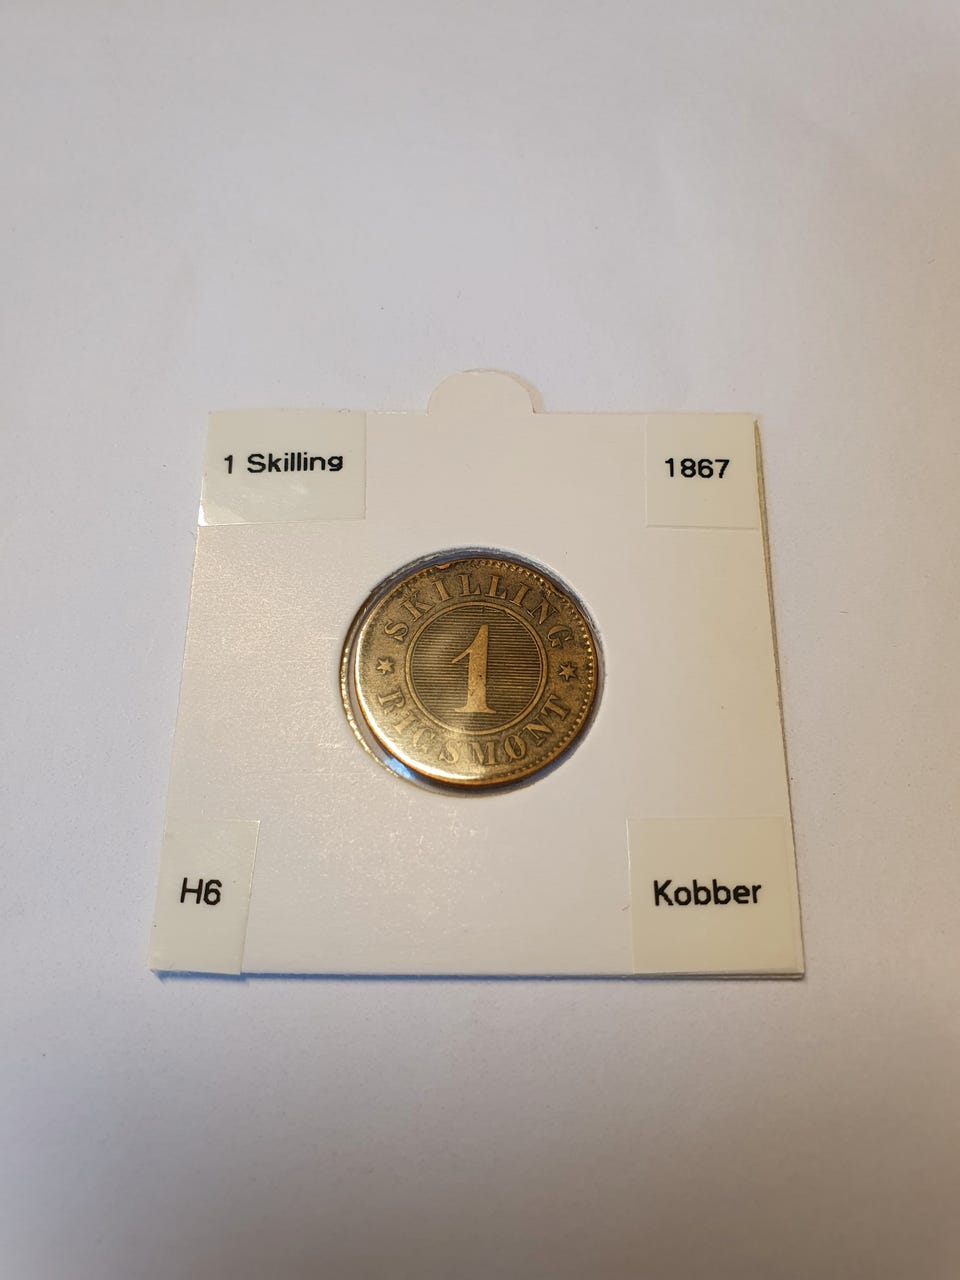 1 Skilling
1867
SKILLING
1
RIGSMØNT
H6
Kobber